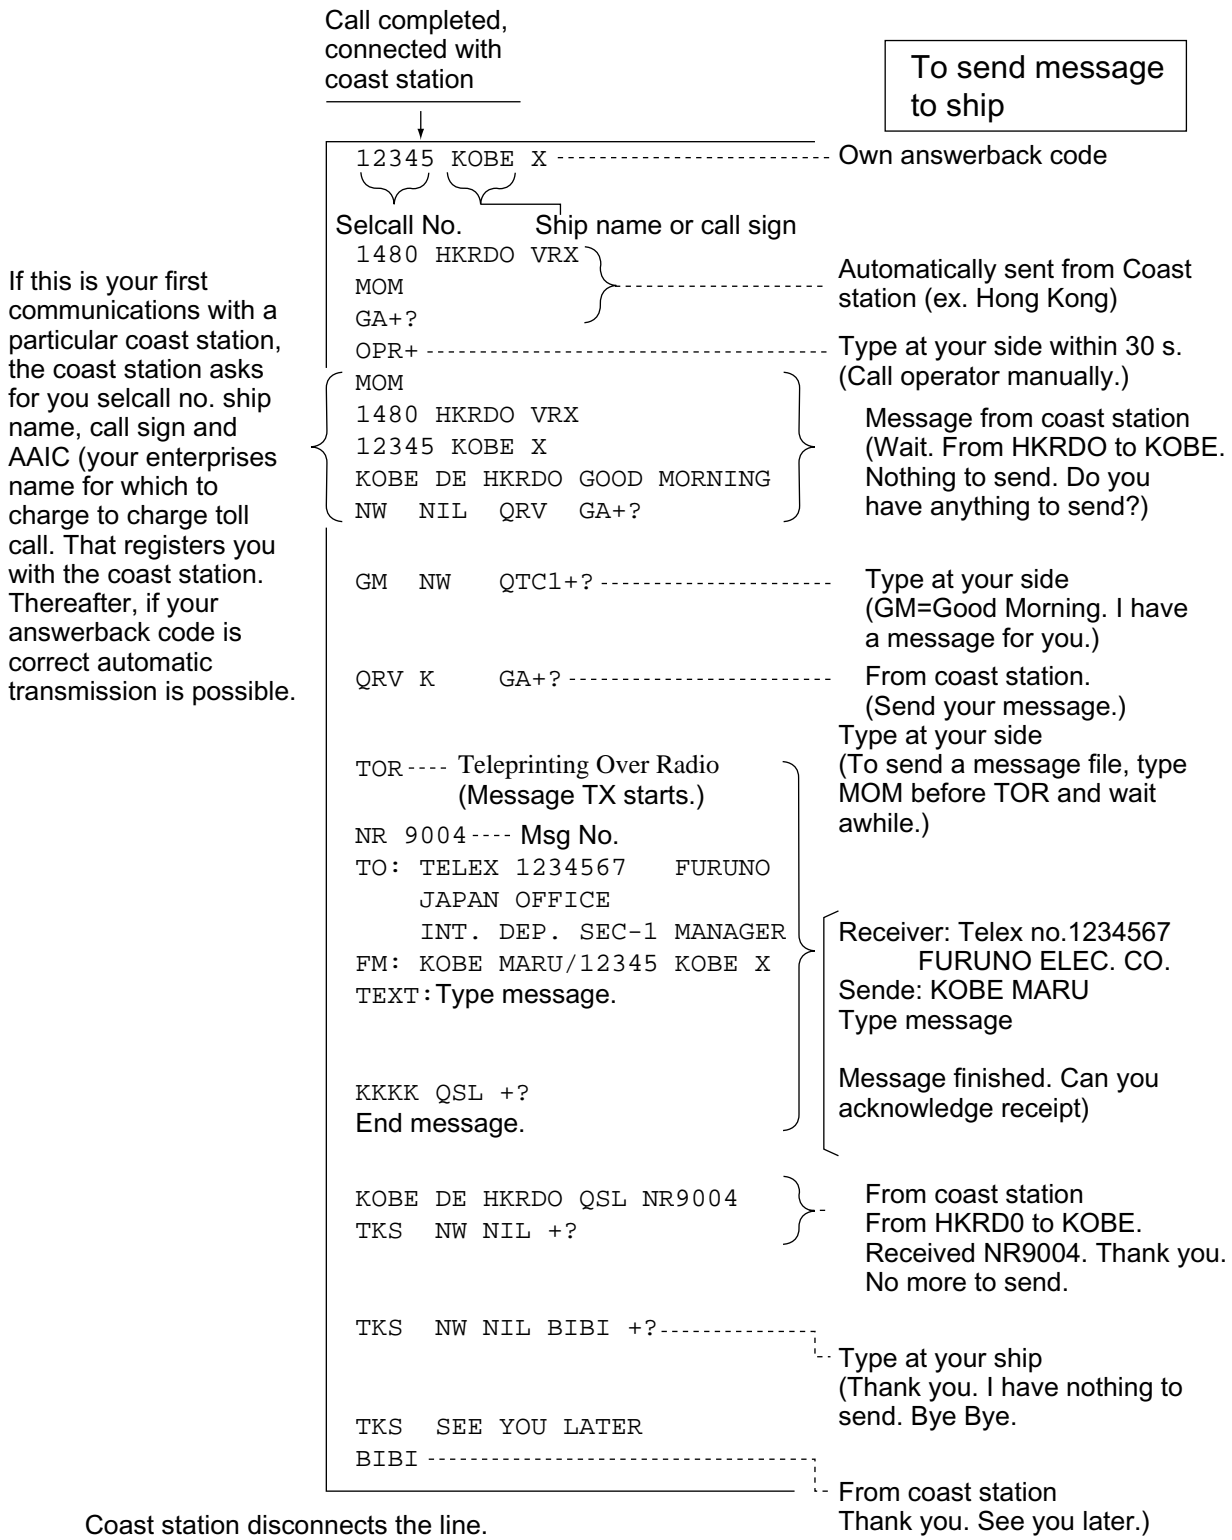 Call completed,
connected with
coast station
To send message
to ship
12345 KOBE X
Own answerback code
Selcall No.
Ship name or call sign
1480 HKRDO VRX
MOM
GA+?
Automatically sent from Coast
station (ex. Hong Kong)
OPR+
Type at your side within 30 s.
(Call operator manually.)
If this is your first
communications with a
particular coast station,
the coast station asks
for you selcall no. ship
name, call sign and
AAIC (your enterprises
name for which to
charge to charge toll
call. That registers you
with the coast station.
Thereafter, if your
answerback code is
correct automatic
transmission is possible.
MOM
1480 HKRDO VRX
12345 KOBE X
KOBE DE HKRDO GOOD MORNING
NW NIL QRV GA+?
Message from coast station
(Wait. From HKRDO to KOBE.
Nothing to send. Do you
have anything to send?)
GM NW QTC1+?
Type at your side
(GM=Good Morning. I have
a message for you.)
QRV K GA+?
From coast station.
(Send your message.)
Type at your side
(To send a message file, type
MOM before TOR and wait
awhile.)
TOR Teleprinting Over Radio
(Message TX starts.)
NR 9004 Msg No.
TO: TELEX 1234567 FURUNO
JAPAN OFFICE
INT. DEP. SEC-1 MANAGER
FM: KOBE MARU/12345 KOBE X
TEXT:Type message.
Receiver: Telex no.1234567
FURUNO ELEC. CO.
Sende: KOBE MARU
Type message
KKKK QSL +?
End message.
Message finished. Can you
acknowledge receipt)
KOBE DE HKRDO QSL NR9004
TKS NW NIL +?
From coast station
From HKRD0 to KOBE.
Received NR9004. Thank you.
No more to send.
TKS NW NIL BIBI +?
Type at your ship
(Thank you. I have nothing to
send. Bye Bye.
TKS SEE YOU LATER
BIBI
From coast station
Thank you. See you later.)
Coast station disconnects the line.